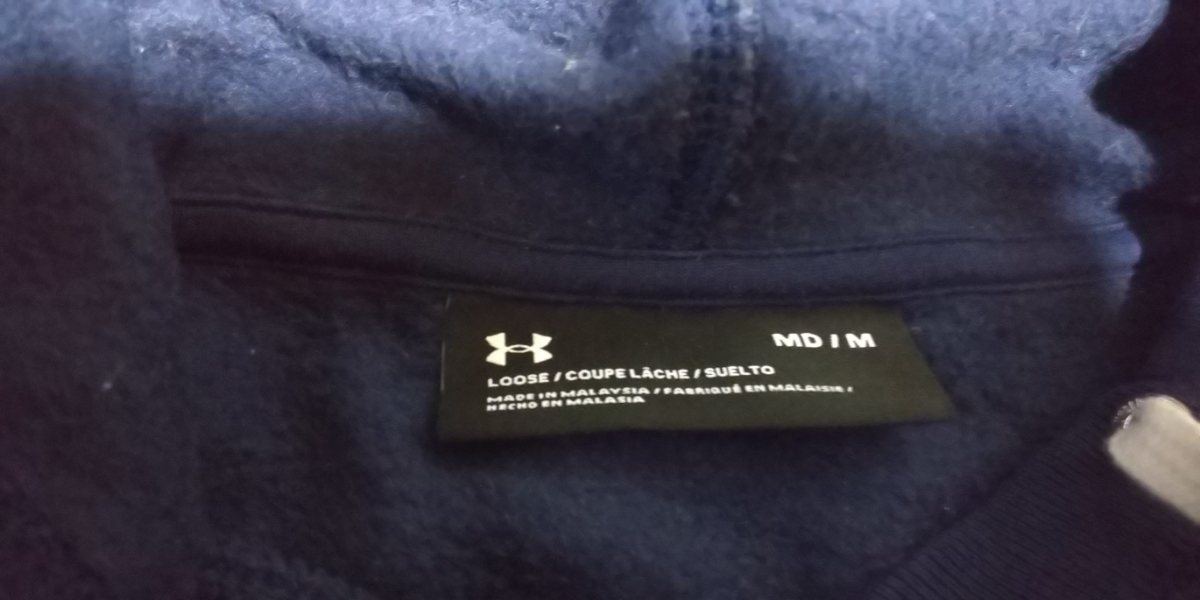 MD / M
LOOSE / COUPE LÂCHE / SUELTO
MADE IN MALAYSIA / FABRIQUÉ EN MALAISIE /
HECHO EN MALASIA